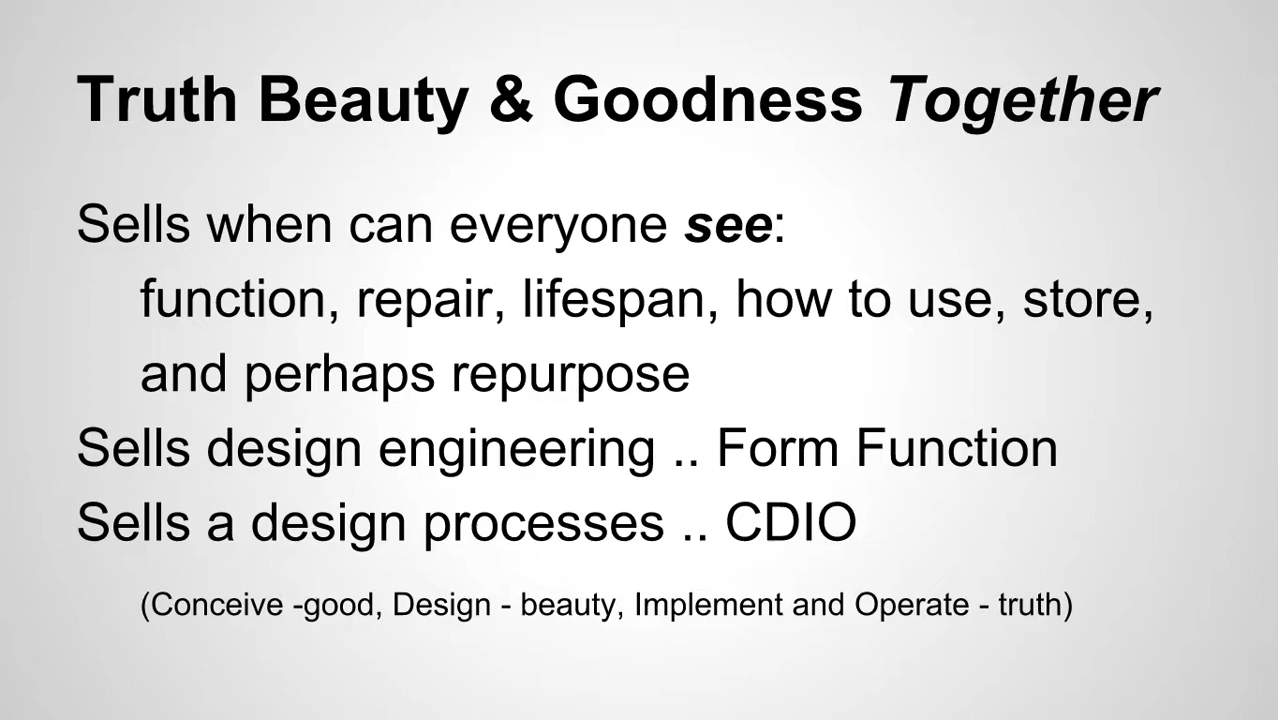 Truth Beauty & Goodness Together
Sells when can everyone see:
function, repair, lifespan, how to use, store,
and perhaps repurpose
Sells design engineering .. Form Function
Sells a design processes .. CDIO
(Conceive -good, Design - beauty, Implement and Operate - truth)